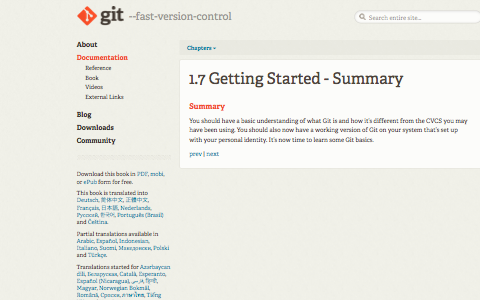 git --fast-version-control
Search entire site...
About
Documentation
Reference
Book
Videos
External Links
Blog
Downloads
Community
Download this book in PDF, mobi,
or ePub form for free.
This book is translated into
Deutsch, 简体中文, 正體中文,
Français, 日本語, Nederlands,
Русский, 한국어, Português (Brasil)
and Čeština.
Partial translations available in
Arabic, Español, Indonesian,
Italiano, Suomi, Македонски, Polski
and Türkçe.
Translations started for Azərbaycan
dili, Беларуская, Català, Esperanto,
Español (Nicaragua), हिन्दी,
Magyar, Norwegian Bokmål,
Română, Српски, ภาษาไทย, Tiếng
Chapters
1.7 Getting Started - Summary
Summary
You should have a basic understanding of what Git is and how it's different from the CVCS you may
have been using. You should also now have a working version of Git on your system that's set up
with your personal identity. It's now time to learn some Git basics.
prev | next